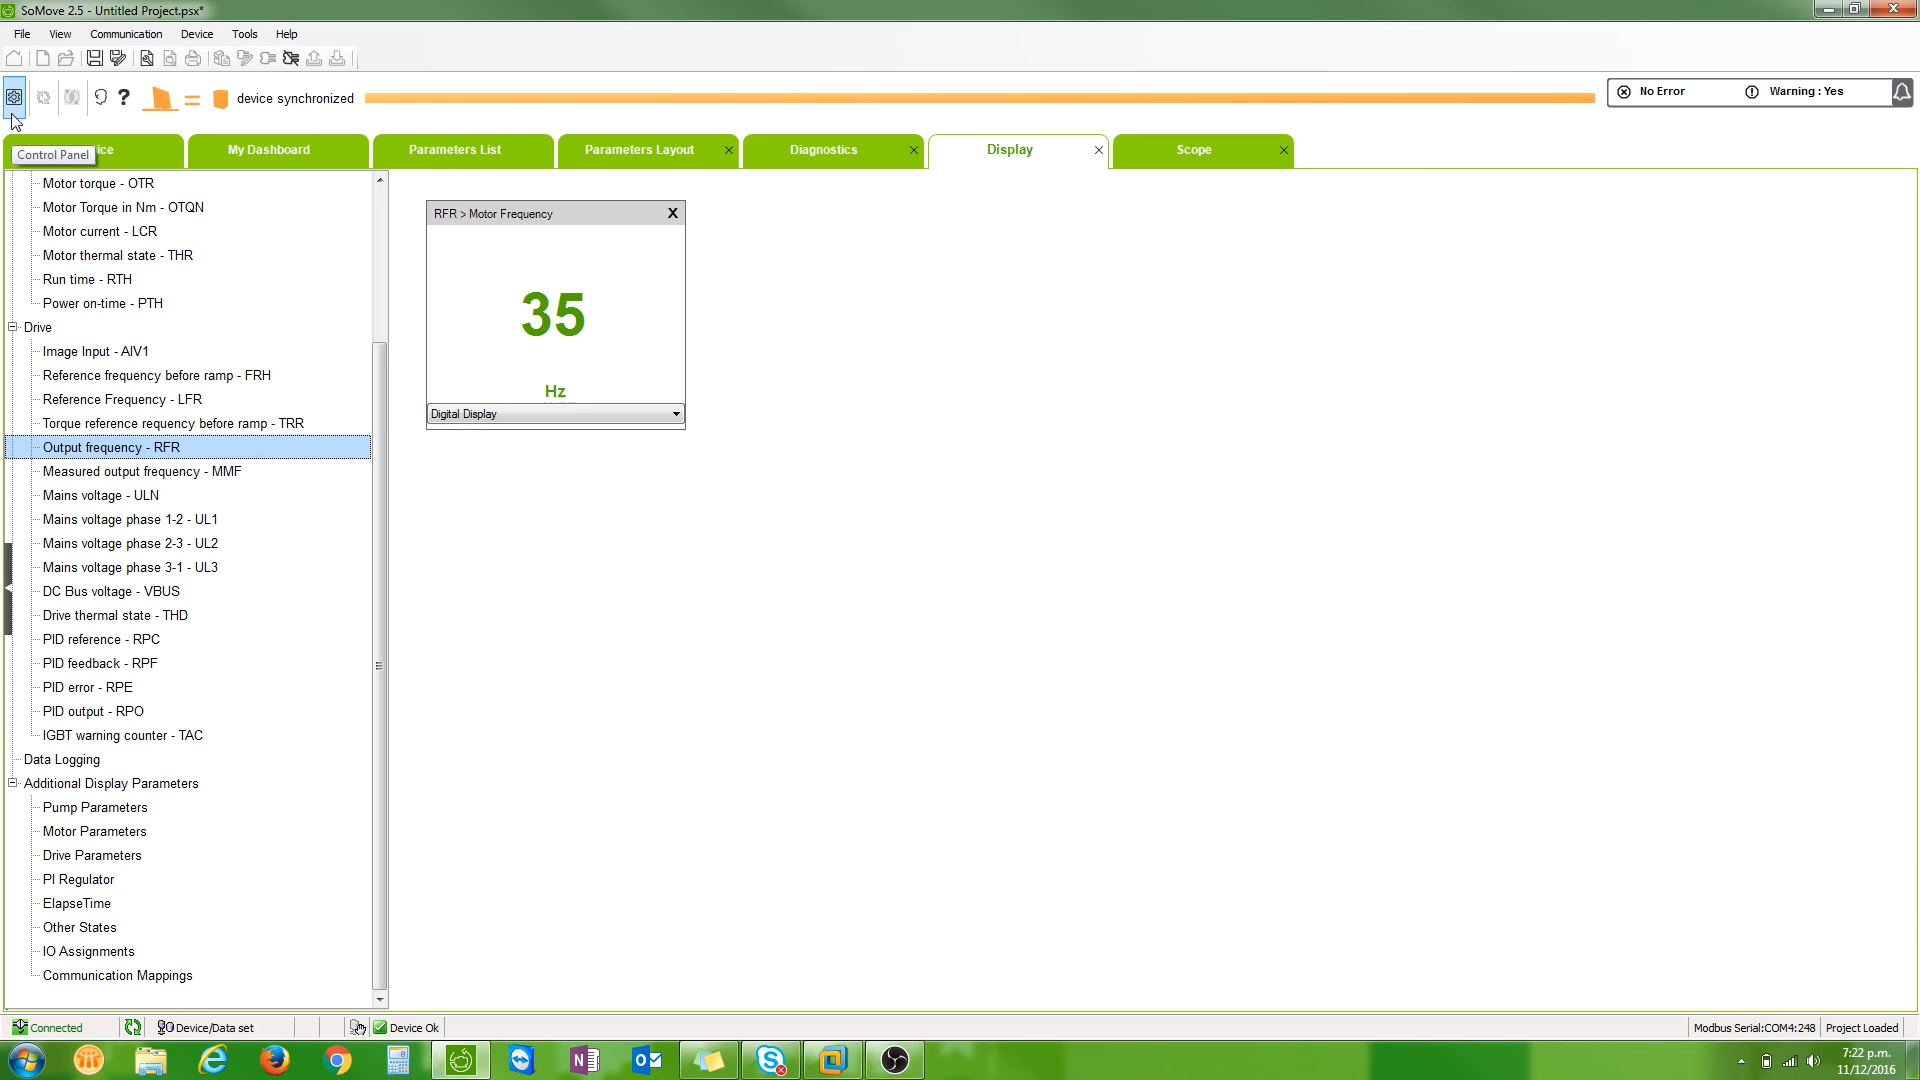 SoMove 2.5 - Untitled Project.psx*
File View Communication Device Tools Help
? device synchronized
No Error Warning : Yes
ice My Dashboard Parameters List Parameters Layout Diagnostics Display Scope
Control Panel
Motor torque - OTR
Motor Torque in Nm - OTQN
Motor current - LCR
Motor thermal state - THR
Run time - RTH
Power on-time - PTH
Drive
Image Input - AIV1
Reference frequency before ramp - FRH
Reference Frequency - LFR
Torque reference requency before ramp - TRR
Output frequency - RFR
Measured output frequency - MMF
Mains voltage - ULN
Mains voltage phase 1-2 - UL1
Mains voltage phase 2-3 - UL2
Mains voltage phase 3-1 - UL3
DC Bus voltage - VBUS
Drive thermal state - THD
PID reference - RPC
PID feedback - RPF
PID error - RPE
PID output - RPO
IGBT warning counter - TAC
Data Logging
Additional Display Parameters
Pump Parameters
Motor Parameters
Drive Parameters
PI Regulator
ElapseTime
Other States
IO Assignments
Communication Mappings
RFR > Motor Frequency X
35
Hz
Digital Display
Connected Device/Data set Device Ok Modbus Serial:COM4:248 Project Loaded
7:22 p.m.
11/12/2016